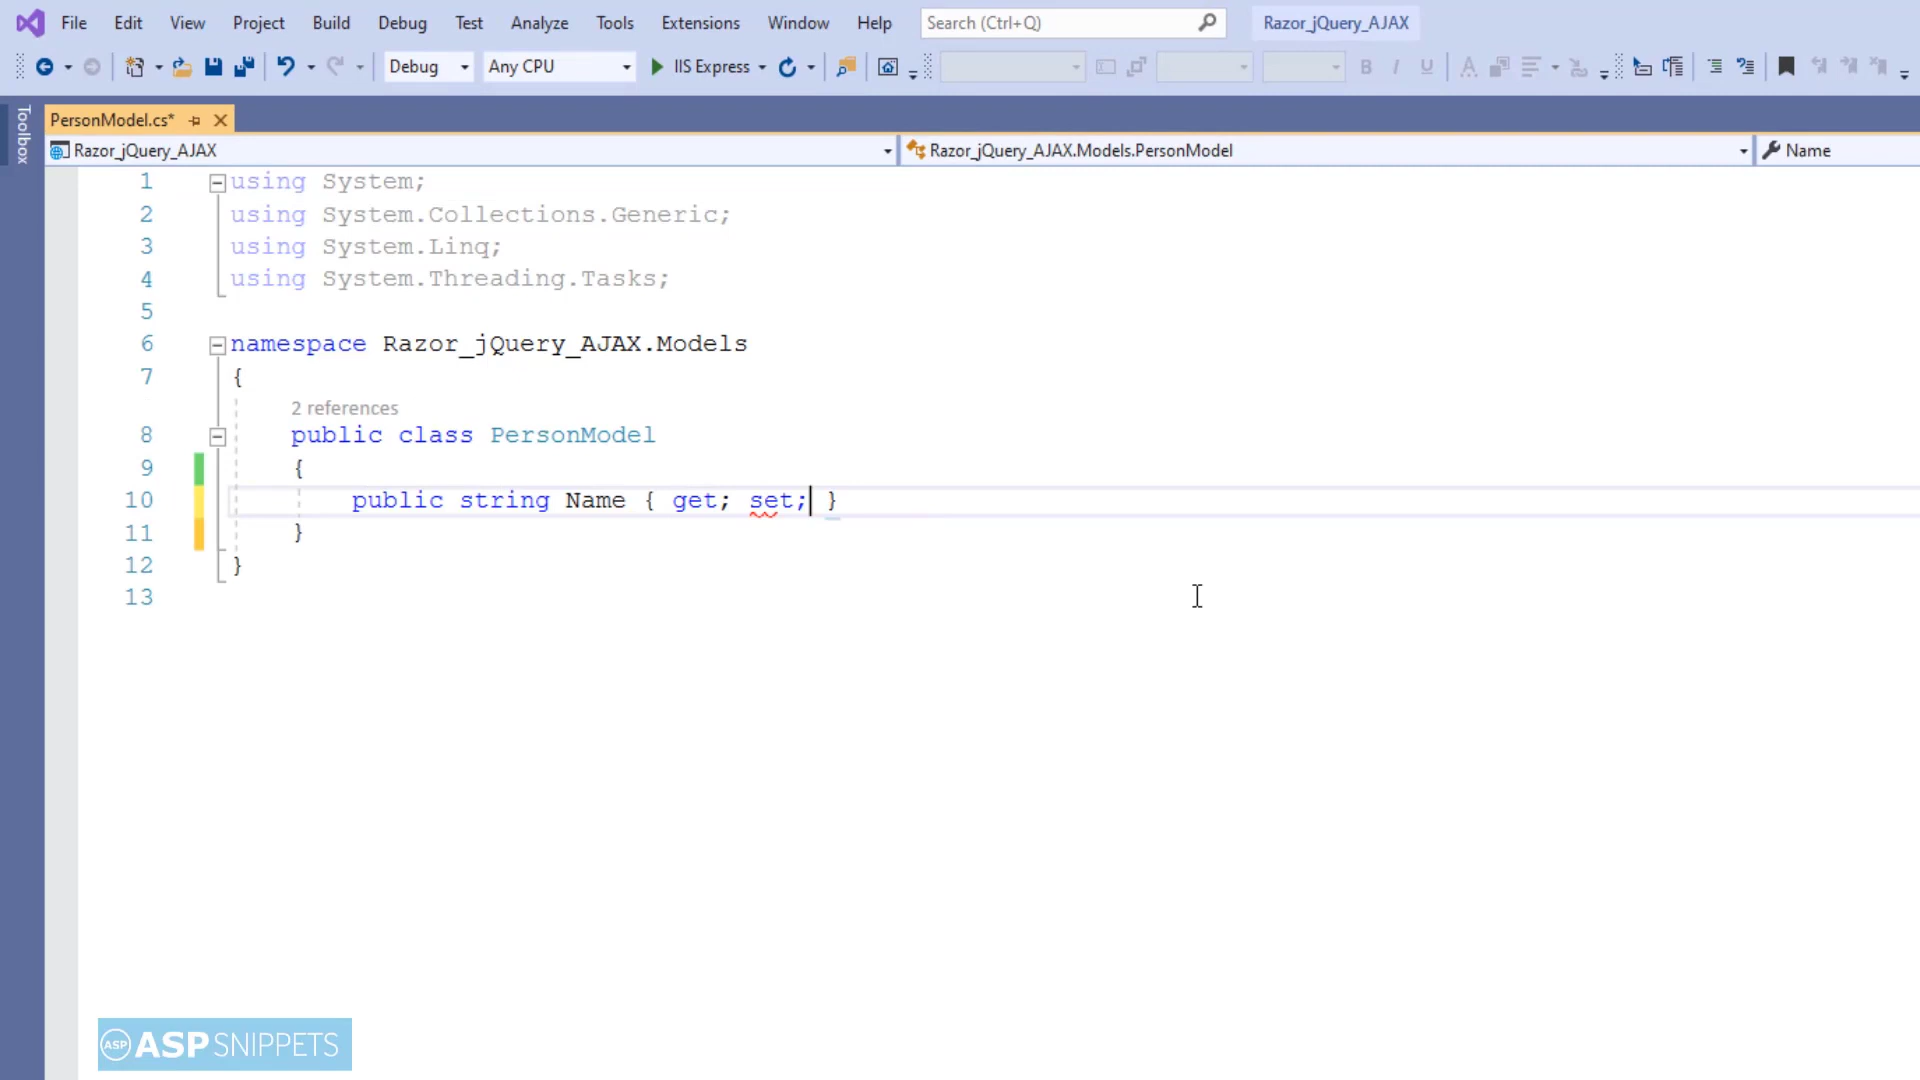 File Edit View Project Build Debug Test Analyze Tools Extensions Window Help Search (Ctrl+Q) Razor_jQuery_AJAX
Debug Any CPU IIS Express
Toolbox
PersonModel.cs*
Razor_jQuery_AJAX Razor_jQuery_AJAX.Models.PersonModel Name
1 using System;
2 using System.Collections.Generic;
3 using System.Linq;
4 using System.Threading.Tasks;
5
6 namespace Razor_jQuery_AJAX.Models
7 {
2 references
8 public class PersonModel
9 {
10 public string Name { get; set; }
11 }
12 }
13
ASP ASPSNIPPETS